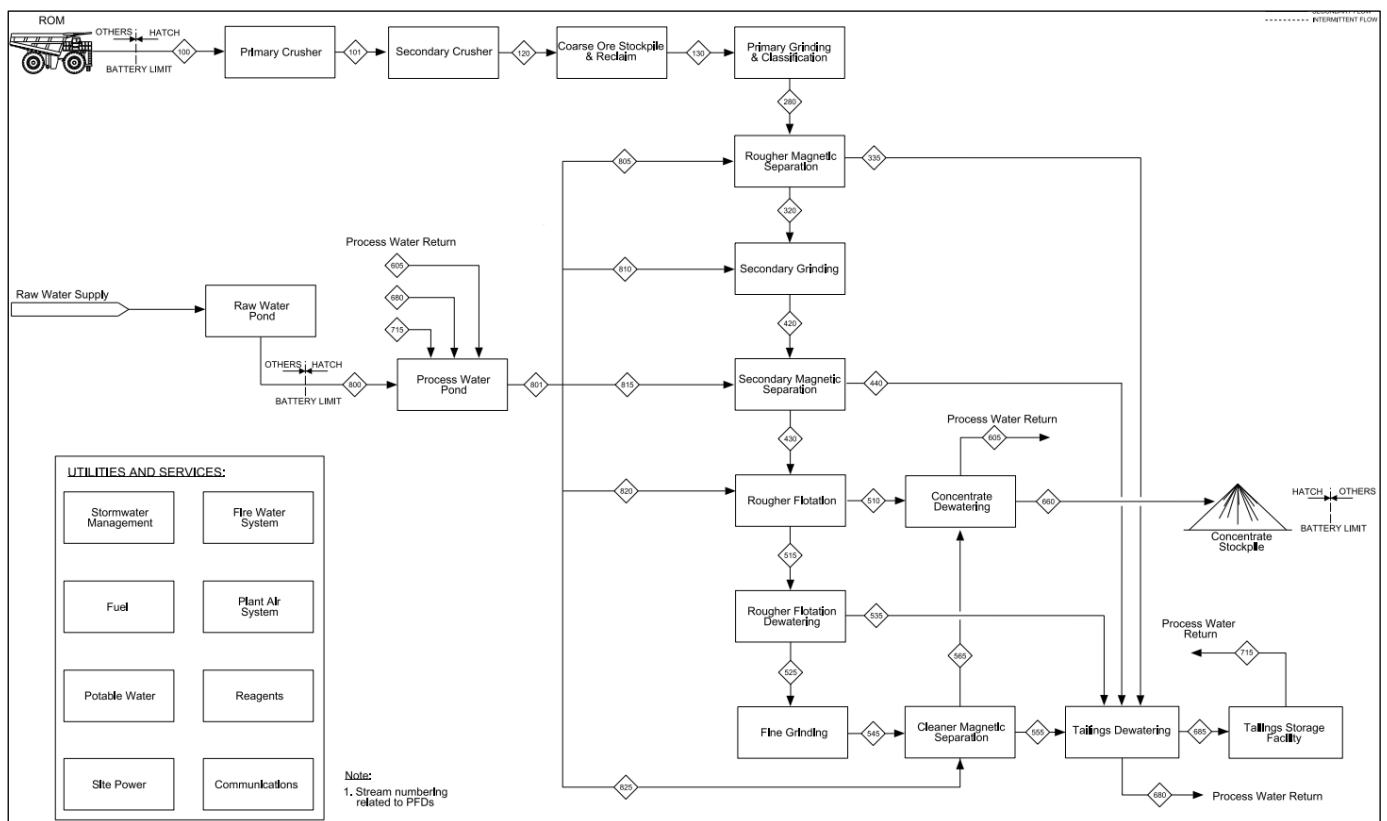 SECONDARY FLOW
INTERMITTENT FLOW
ROM
OTHERS
HATCH
BATTERY LIMIT
100
Primary Crusher
101
Secondary Crusher
120
Coarse Ore Stockpile
& Reclaim
130
Primary Grinding
& Classification
280
805
Rougher Magnetic
Separation
335
320
Process Water Return
605
680
715
810
Secondary Grinding
420
Raw Water Supply
Raw Water
Pond
OTHERS
HATCH
BATTERY LIMIT
800
Process Water
Pond
801
815
Secondary Magnetic
Separation
440
430
Process Water Return
605
820
Rougher Flotation
510
Concentrate
Dewatering
660
Concentrate
Stockpile
HATCH
OTHERS
BATTERY LIMIT
515
Rougher Flotation
Dewatering
535
565
525
Process Water
Return
715
Fine Grinding
545
Cleaner Magnetic
Separation
555
Tailings Dewatering
685
Tailings Storage
Facility
825
680
Process Water Return
UTILITIES AND SERVICES:
Stormwater
Management
Fire Water
System
Fuel
Plant Air
System
Potable Water
Reagents
Site Power
Communications
Note:
1. Stream numbering
related to PFDs